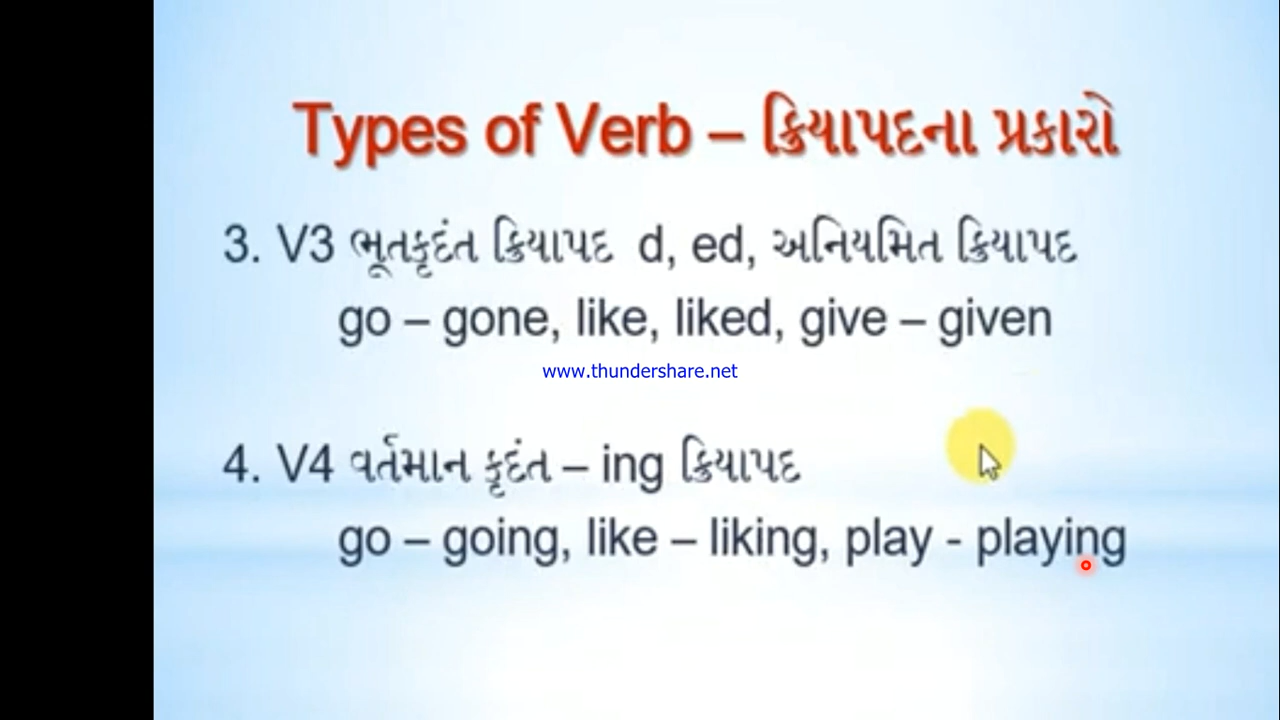 Types of Verb – ક્રિયાપદના પ્રકારો
3. V3 ભૂતકૃદંત ક્રિયાપદ d, ed, અનિયમિત ક્રિયાપદ
go – gone, like, liked, give – given
www.thundershare.net
4. V4 વર્તમાન કૃદંત – ing ક્રિયાપદ
go – going, like – liking, play - playing